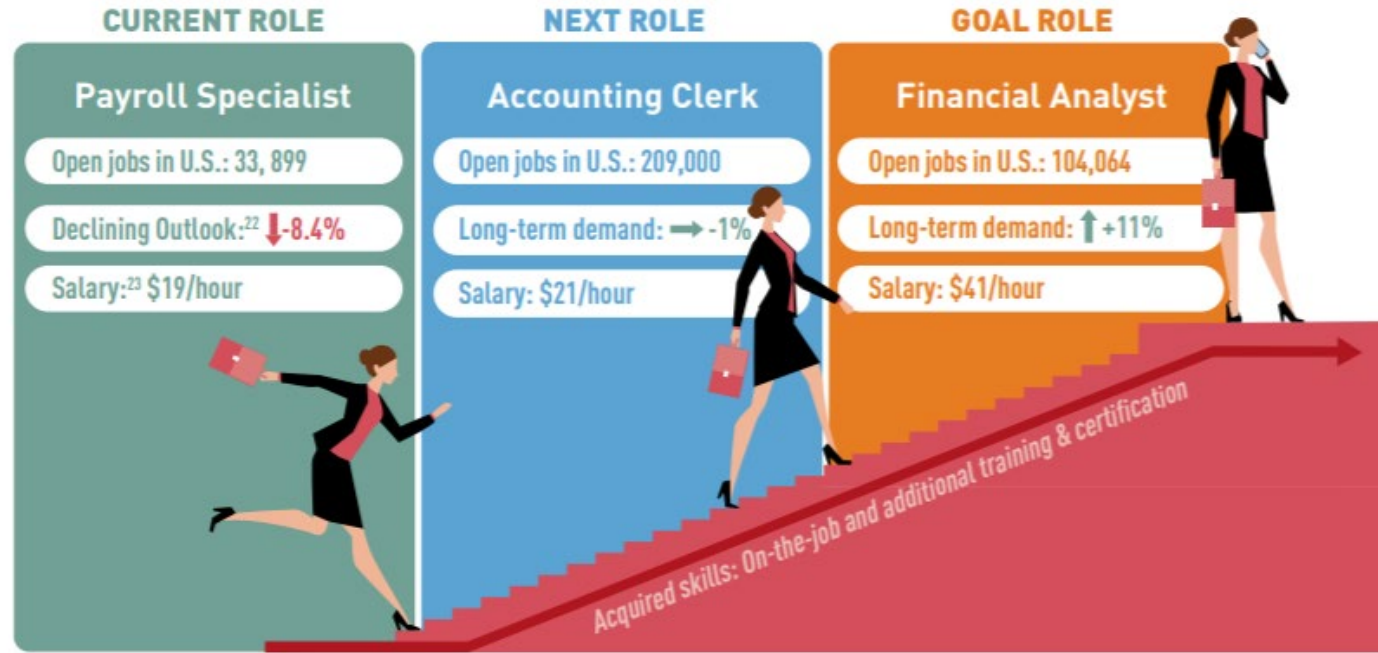 CURRENT ROLE
Payroll Specialist
Open jobs in U.S.: 33, 899
Declining Outlook:22 ↓-8.4%
Salary:23 $19/hour
NEXT ROLE
Accounting Clerk
Open jobs in U.S.: 209,000
Long-term demand: → -1%
Salary: $21/hour
GOAL ROLE
Financial Analyst
Open jobs in U.S.: 104,064
Long-term demand: ↑ +11%
Salary: $41/hour
Acquired skills: On-the-job and additional training & certification